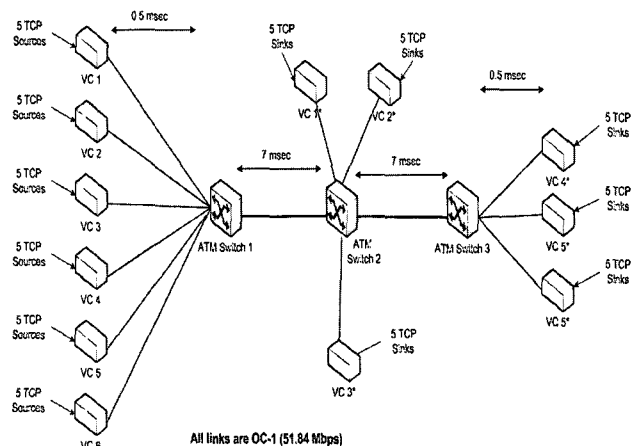 5 TCP
Sources
0.5 msec
VC 1
5 TCP
Sources
VC 2
5 TCP
Sources
VC 3
5 TCP
Sources
VC 4
5 TCP
Sources
VC 5
5 TCP
Sources
VC 6
5 TCP
Sinks
VC 1*
5 TCP
Sinks
VC 2*
7 msec
7 msec
0.5 msec
ATM Switch 1
ATM
Switch 2
ATM Switch 3
5 TCP
Sinks
VC 3*
5 TCP
Sinks
VC 4*
5 TCP
Sinks
VC 5*
5 TCP
Sinks
VC 5*
All links are OC-1 (51.84 Mbps)